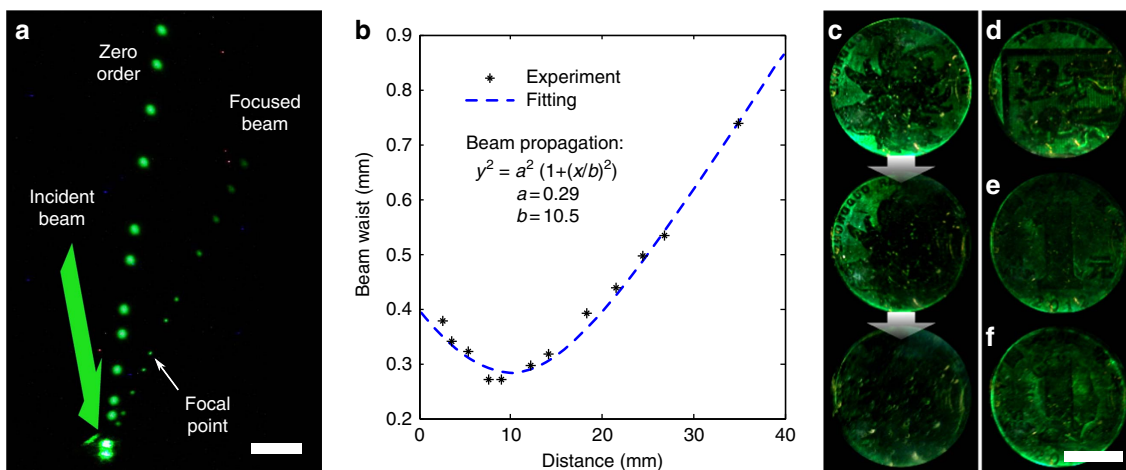 a
Zero
order
Focused
beam
Incident
beam
Focal
point
b
0.9
0.8
0.7
0.6
0.5
0.4
0.3
0.2
Beam waist (mm)
Experiment
Fitting
Beam propagation:
y² = a² (1+(x/b)²)
a = 0.29
b = 10.5
0 10 20 30 40
Distance (mm)
c
d
e
f